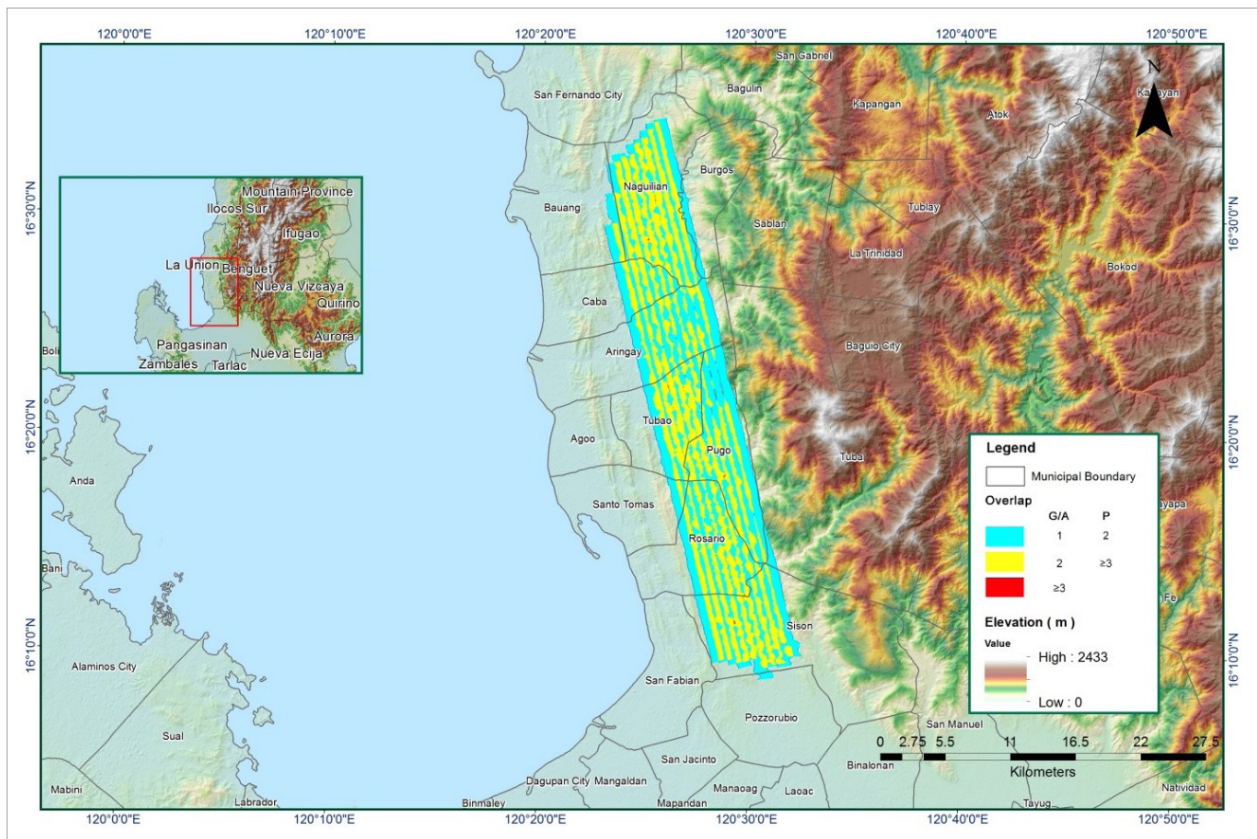 120°0'0"E
120°10'0"E
120°20'0"E
120°30'0"E
120°40'0"E
120°50'0"E
San Gabriel
Bagulin
San Fernando City
Kapangan
Atok
N
Burgos
Naguilian
Bauang
Sablan
Tublay
La Trinidad
Bokod
16°30'0"N
16°30'0"N
Mountain Province
Ilocos Sur
Ifugao
La Union
Benguet
Nueva Vizcaya
Quirino
Aurora
Pangasinan
Nueva Ecija
Zambales
Tarlac
Caba
Aringay
Baguio City
Boli
Tubao
Agoo
Pugo
Tuba
Anda
Santo Tomas
Rosario
16°20'0"N
16°20'0"N
Legend
Municipal Boundary
Overlap
G/A P
1 2
2 ≥3
≥3
Elevation ( m )
Value
High : 2433
Low : 0
ayapa
Fe
Bani
Sison
16°10'0"N
16°10'0"N
Alaminos City
San Fabian
Pozzorubio
San Manuel
Sual
San Jacinto
Binalonan
0 2.75 5.5 11 16.5 22 27.5
Kilometers
Mabini
Labrador
Binmaley
Dagupan City
Mangaldan
Mapandan
Manaoag
Laoac
Tayug
Natividad
120°0'0"E
120°10'0"E
120°20'0"E
120°30'0"E
120°40'0"E
120°50'0"E